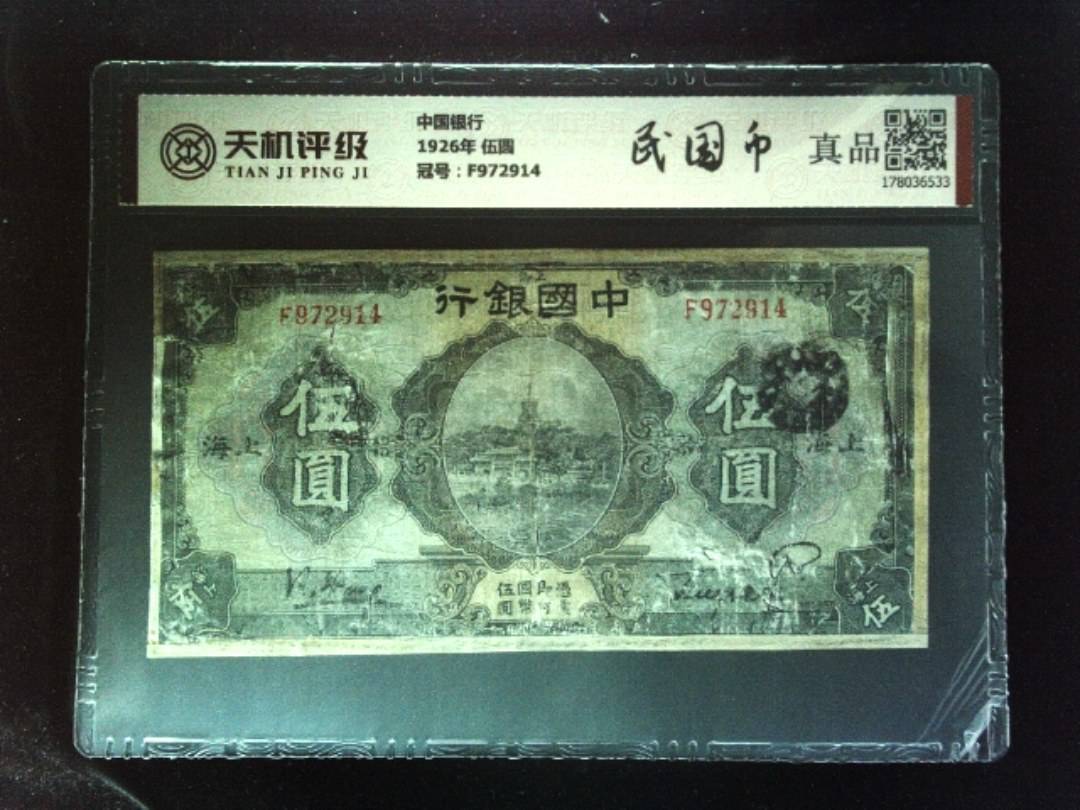 天机评级
TIAN JI PING JI
中国银行
1926年 伍圆
冠号：F972914
民国币
真品
178036533
行銀國中
F972914
F972914
伍
圓
伍
圓
海上
海上
伍